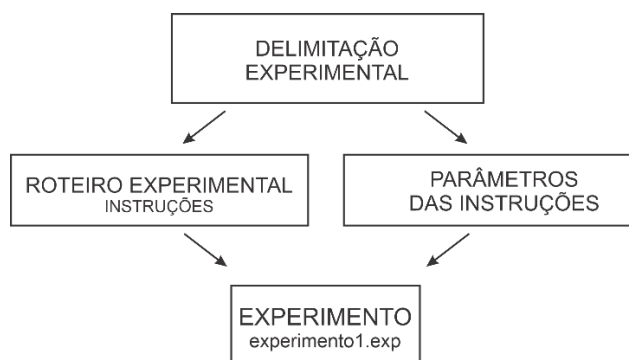 DELIMITAÇÃO
EXPERIMENTAL
ROTEIRO EXPERIMENTAL
INSTRUÇÕES
PARÂMETROS
DAS INSTRUÇÕES
EXPERIMENTO
experimento1.exp